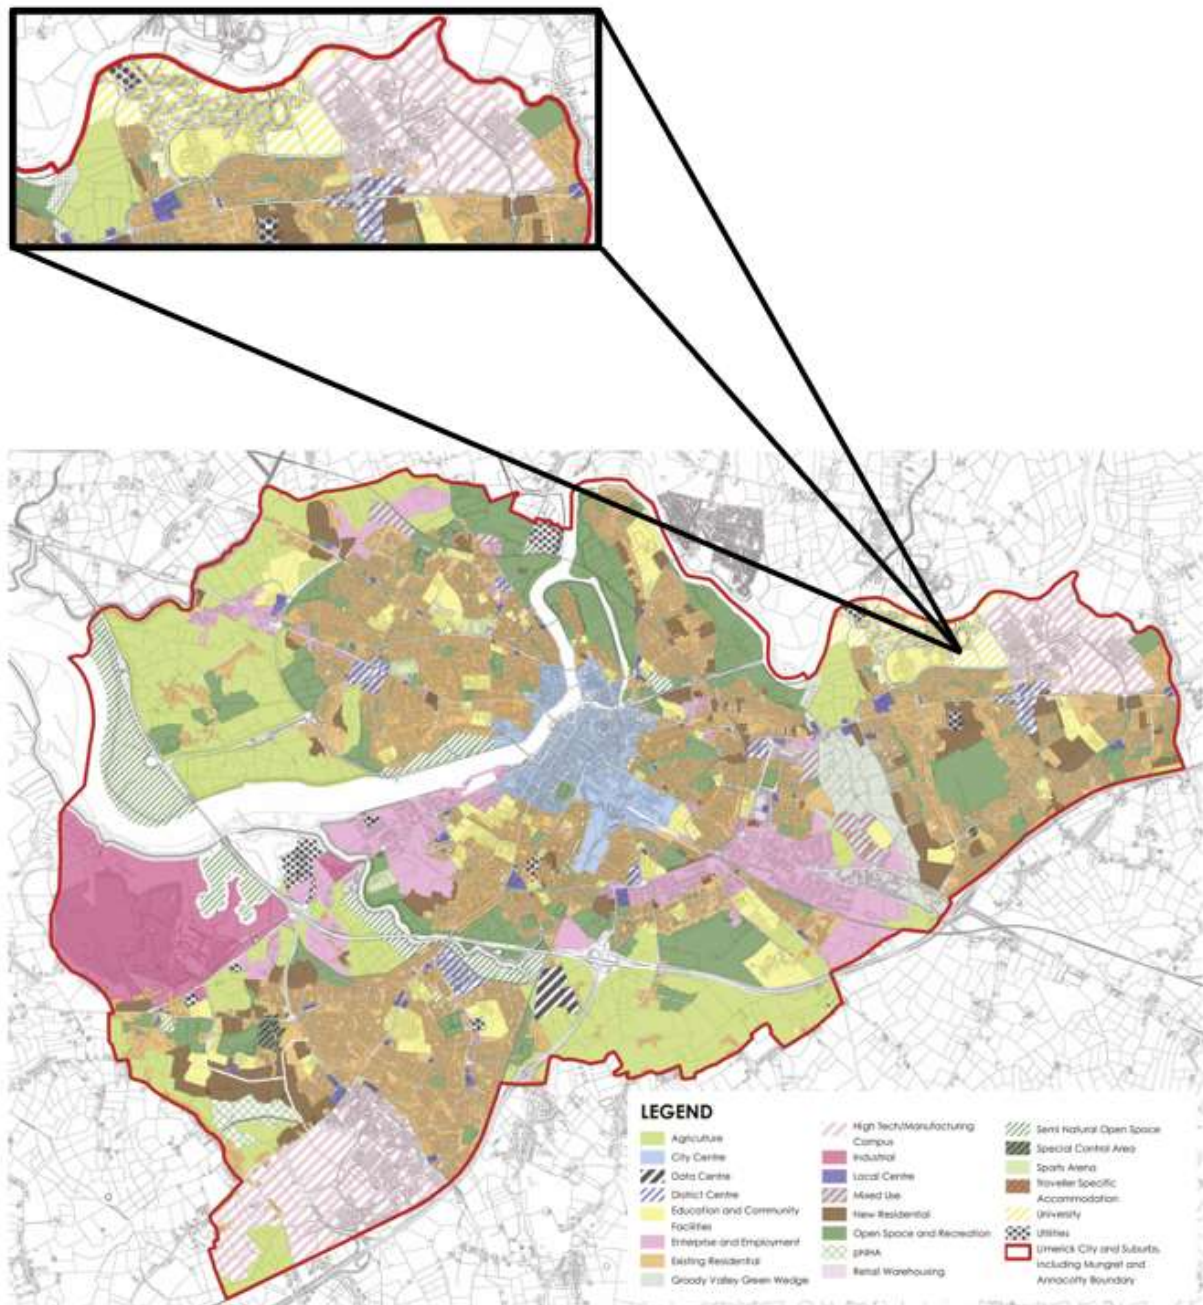 LEGEND
Agriculture
City Centre
Data Centre
District Centre
Education and Community
Facilities
Enterprise and Employment
Existing Residential
Groody Valley Green Wedge
High Tech/Manufacturing
Campus
Industrial
Local Centre
Mixed Use
New Residential
Open Space and Recreation
pNHA
Retail Warehousing
Semi Natural Open Space
Special Control Area
Sports Arena
Traveller Specific
Accommodation
University
Utilities
Limerick City and Suburbs,
including Mungret and
Annacotty Boundary